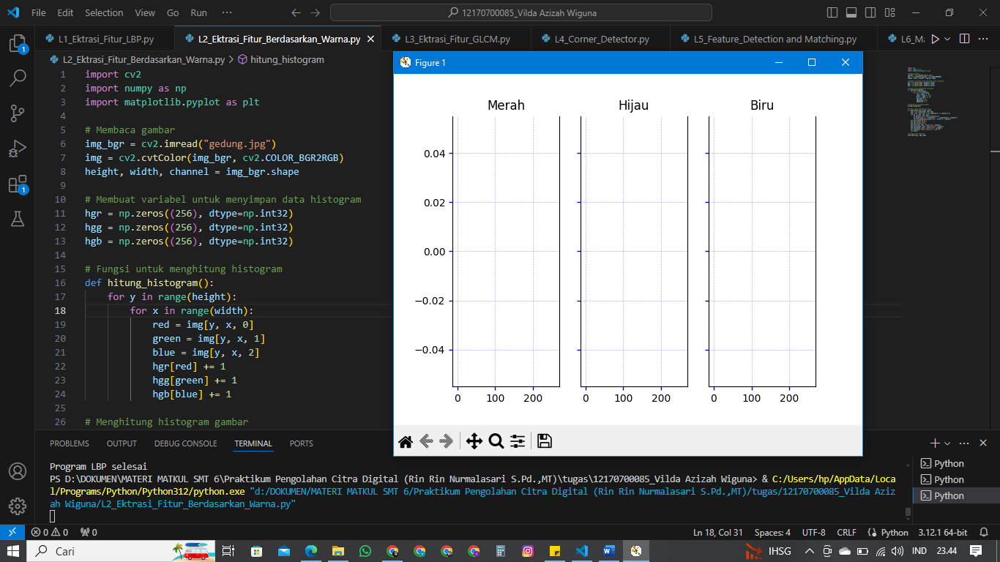 File Edit Selection View Go Run ··· 12170700085_Vilda Azizah Wiguna
L1_Ektrasi_Fitur_LBP.py L2_Ektrasi_Fitur_Berdasarkan_Warna.py L3_Ektrasi_Fitur_GLCM.py L4_Corner_Detector.py L5_Feature_Detection and Matching.py L6_Ma
L2_Ektrasi_Fitur_Berdasarkan_Warna.py > hitung_histogram
1 import cv2
2 import numpy as np
3 import matplotlib.pyplot as plt
4
5 # Membaca gambar
6 img_bgr = cv2.imread("gedung.jpg")
7 img = cv2.cvtColor(img_bgr, cv2.COLOR_BGR2RGB)
8 height, width, channel = img_bgr.shape
9
10 # Membuat variabel untuk menyimpan data histogram
11 hgr = np.zeros((256), dtype=np.int32)
12 hgg = np.zeros((256), dtype=np.int32)
13 hgb = np.zeros((256), dtype=np.int32)
14
15 # Fungsi untuk menghitung histogram
16 def hitung_histogram():
17 for y in range(height):
18 for x in range(width):
19 red = img[y, x, 0]
20 green = img[y, x, 1]
21 blue = img[y, x, 2]
22 hgr[red] += 1
23 hgg[green] += 1
24 hgb[blue] += 1
25
26 # Menghitung histogram gambar
Figure 1
Merah Hijau Biru
0.04
0.02
0.00
−0.02
−0.04
0 100 200 0 100 200 0 100 200
PROBLEMS OUTPUT DEBUG CONSOLE TERMINAL PORTS
Program LBP selesai
PS D:\DOKUMEN\MATERI MATKUL SMT 6\Praktikum Pengolahan Citra Digital (Rin Rin Nurmalasari S.Pd.,MT)\tugas\12170700085_Vilda Azizah Wiguna> & C:/Users/hp/AppData/Loca
l/Programs/Python/Python312/python.exe "d:/DOKUMEN/MATERI MATKUL SMT 6/Praktikum Pengolahan Citra Digital (Rin Rin Nurmalasari S.Pd.,MT)/tugas/12170700085_Vilda Aziz
ah Wiguna/L2_Ektrasi_Fitur_Berdasarkan_Warna.py"
Python
Python
Python
0 0 0 Ln 18, Col 31 Spaces: 4 UTF-8 CRLF Python 3.12.1 64-bit
Cari IHSG IND 23.44